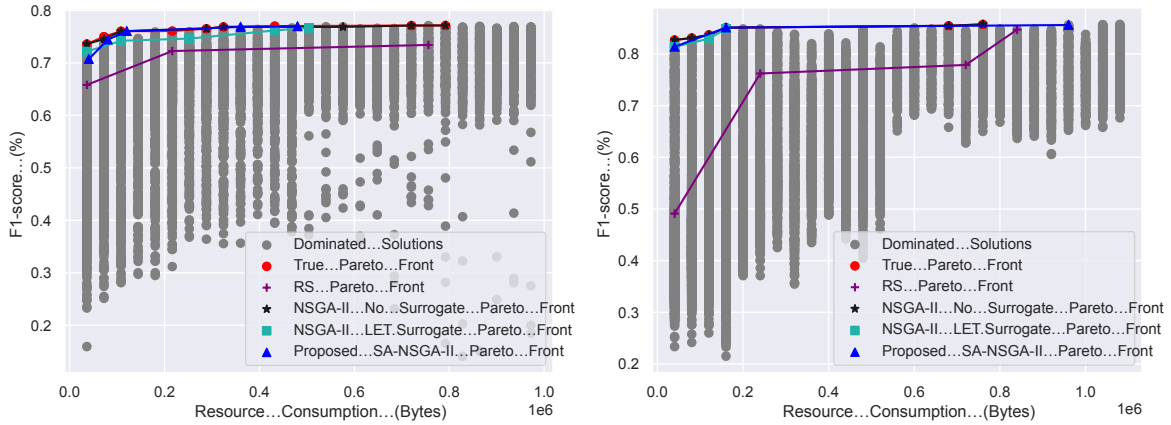 0.8
0.7
0.6
0.5
0.4
0.3
0.2
F1-score…(%)
Dominated…Solutions
True…Pareto…Front
RS…Pareto…Front
NSGA-II…No…Surrogate…Pareto…Front
NSGA-II…LET.Surrogate…Pareto…Front
Proposed…SA-NSGA-II…Pareto…Front
0.0 0.2 0.4 0.6 0.8 1.0
Resource…Consumption…(Bytes)
1e6
0.9
0.8
0.7
0.6
0.5
0.4
0.3
0.2
F1-score…(%)
Dominated…Solutions
True…Pareto…Front
RS…Pareto…Front
NSGA-II…No…Surrogate…Pareto…Front
NSGA-II…LET.Surrogate…Pareto…Front
Proposed…SA-NSGA-II…Pareto…Front
0.0 0.2 0.4 0.6 0.8 1.0
Resource…Consumption…(Bytes)
1e6